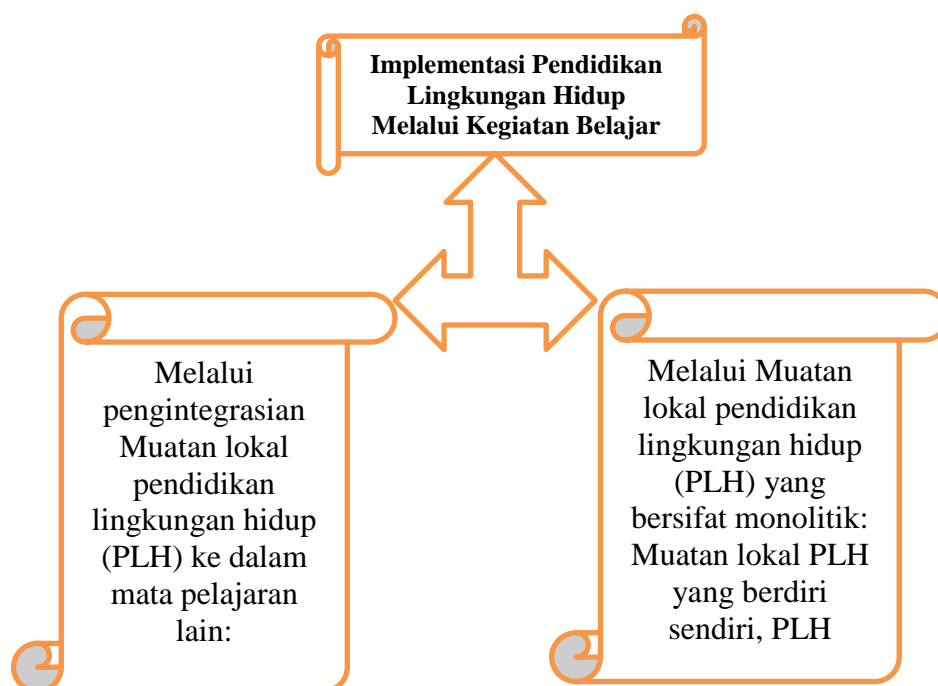 Implementasi Pendidikan
Lingkungan Hidup
Melalui Kegiatan Belajar
Melalui
pengintegrasian
Muatan lokal
pendidikan
lingkungan hidup
(PLH) ke dalam
mata pelajaran
lain:
Melalui Muatan
lokal pendidikan
lingkungan hidup
(PLH) yang
bersifat monolitik:
Muatan lokal PLH
yang berdiri
sendiri, PLH